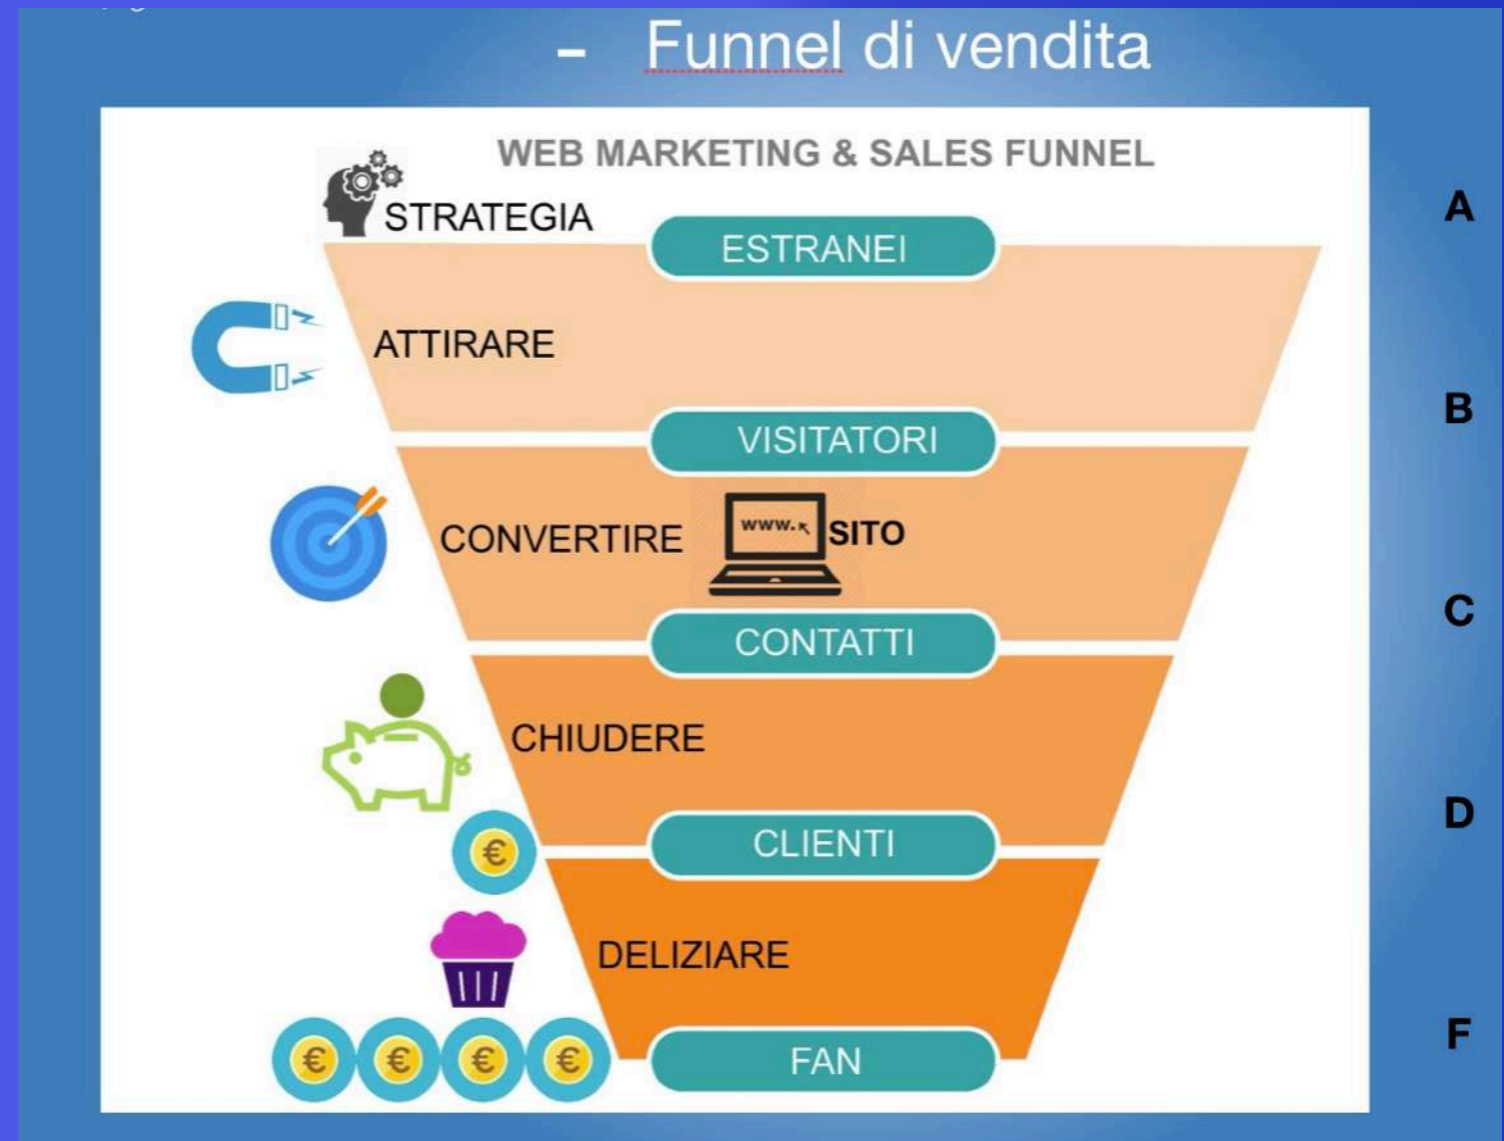 - Funnel di vendita
WEB MARKETING & SALES FUNNEL
STRATEGIA
ESTRANEI
A
ATTIRARE
B
VISITATORI
CONVERTIRE
www.
SITO
C
CONTATTI
CHIUDERE
D
CLIENTI
€
DELIZIARE
F
€ € € €
FAN